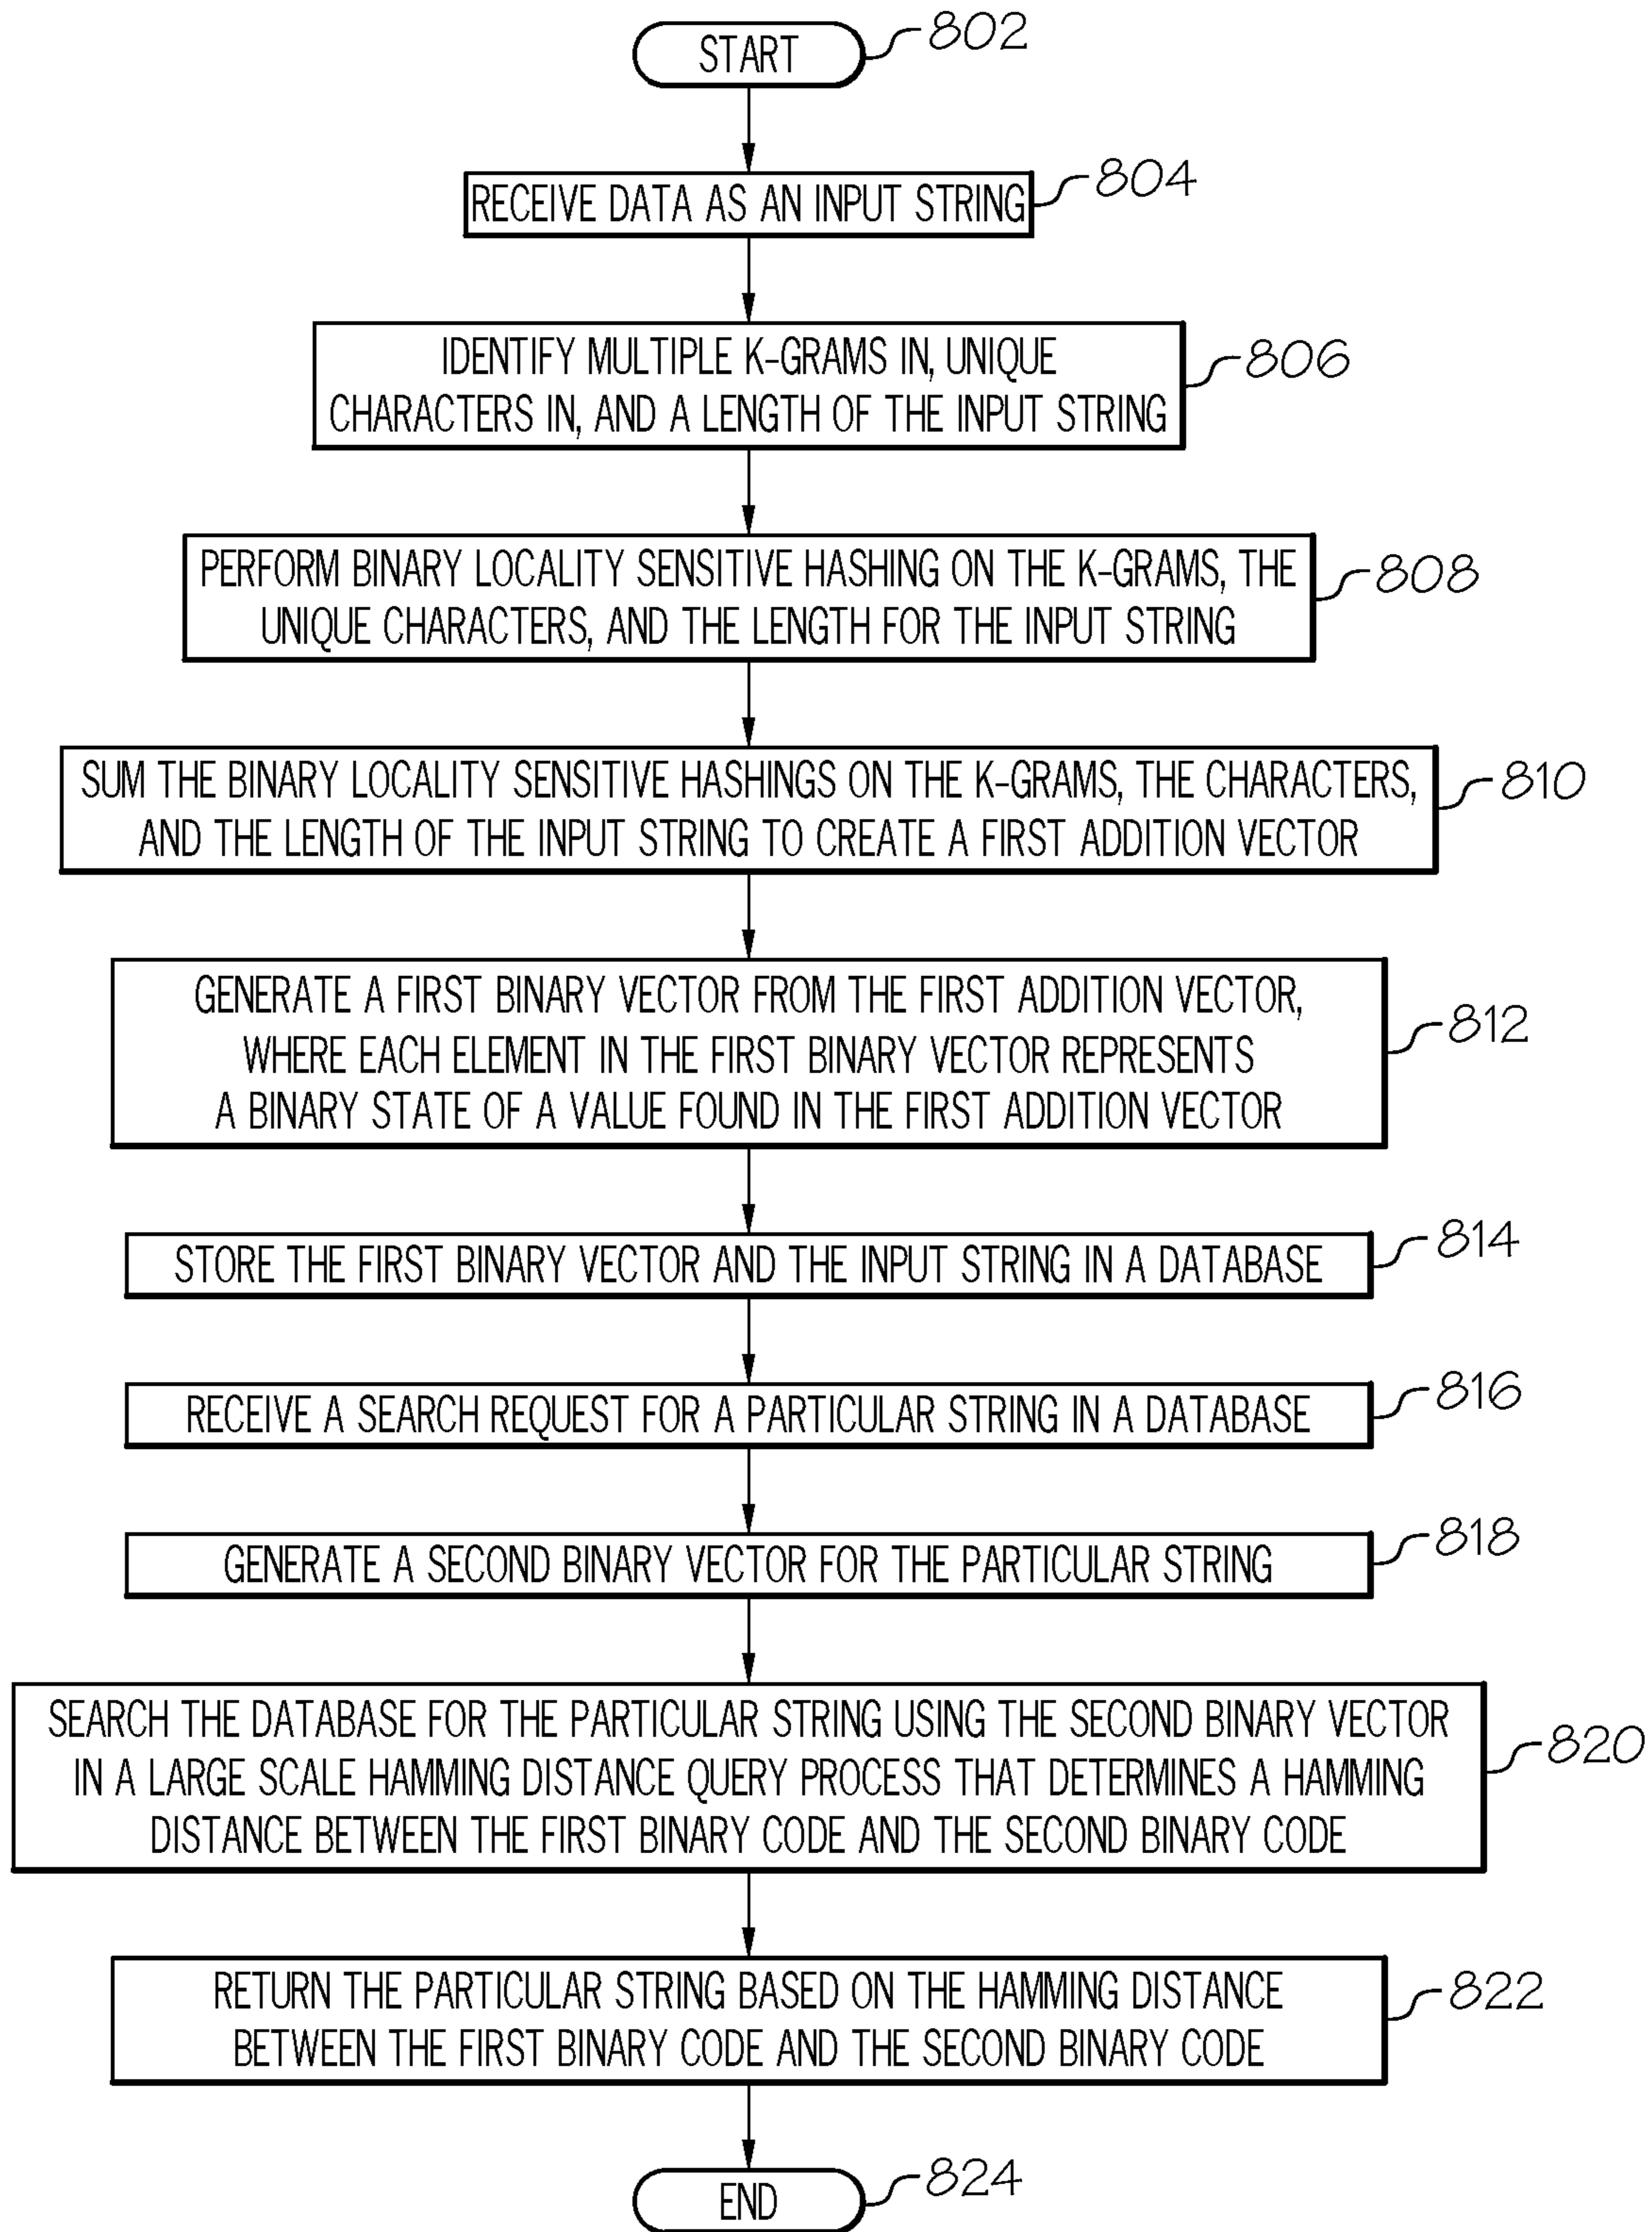 START
802
RECEIVE DATA AS AN INPUT STRING
804
IDENTIFY MULTIPLE K-GRAMS IN, UNIQUE
CHARACTERS IN, AND A LENGTH OF THE INPUT STRING
806
PERFORM BINARY LOCALITY SENSITIVE HASHING ON THE K-GRAMS, THE
UNIQUE CHARACTERS, AND THE LENGTH FOR THE INPUT STRING
808
SUM THE BINARY LOCALITY SENSITIVE HASHINGS ON THE K-GRAMS, THE CHARACTERS,
AND THE LENGTH OF THE INPUT STRING TO CREATE A FIRST ADDITION VECTOR
810
GENERATE A FIRST BINARY VECTOR FROM THE FIRST ADDITION VECTOR,
WHERE EACH ELEMENT IN THE FIRST BINARY VECTOR REPRESENTS
A BINARY STATE OF A VALUE FOUND IN THE FIRST ADDITION VECTOR
812
STORE THE FIRST BINARY VECTOR AND THE INPUT STRING IN A DATABASE
814
RECEIVE A SEARCH REQUEST FOR A PARTICULAR STRING IN A DATABASE
816
GENERATE A SECOND BINARY VECTOR FOR THE PARTICULAR STRING
818
SEARCH THE DATABASE FOR THE PARTICULAR STRING USING THE SECOND BINARY VECTOR
IN A LARGE SCALE HAMMING DISTANCE QUERY PROCESS THAT DETERMINES A HAMMING
DISTANCE BETWEEN THE FIRST BINARY CODE AND THE SECOND BINARY CODE
820
RETURN THE PARTICULAR STRING BASED ON THE HAMMING DISTANCE
BETWEEN THE FIRST BINARY CODE AND THE SECOND BINARY CODE
822
END
824